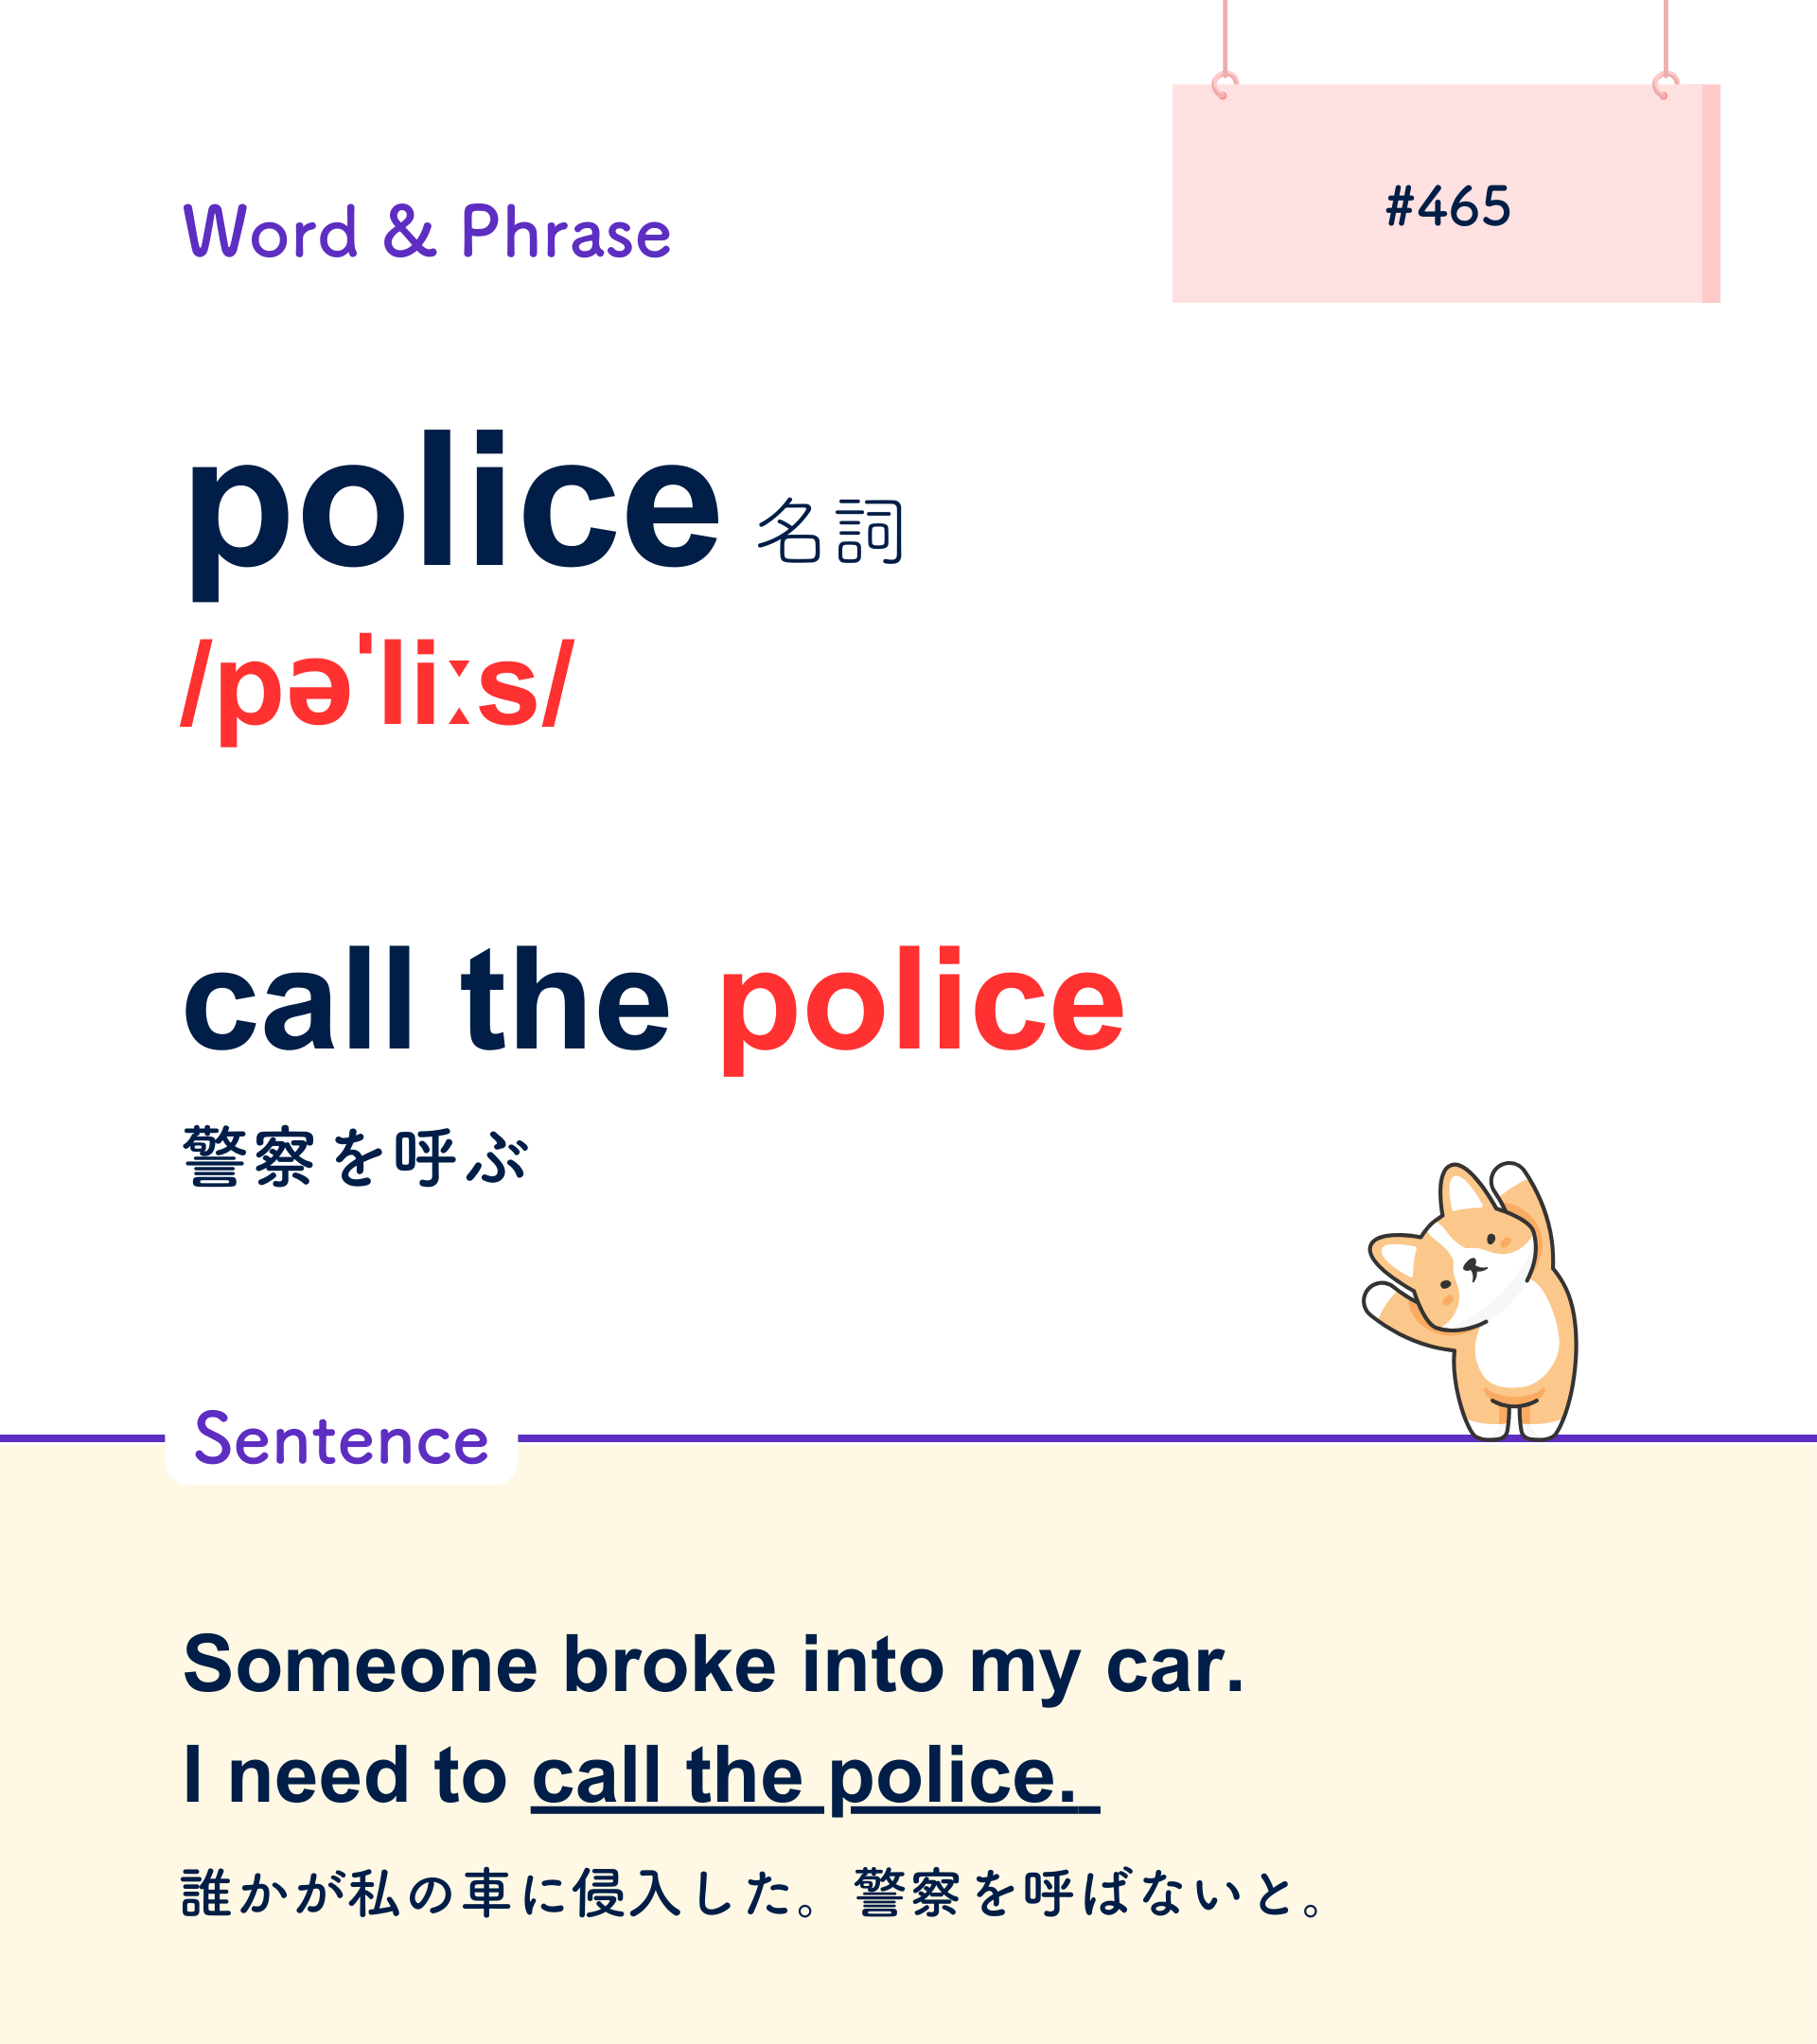 #465
Word & Phrase
police 名詞
/pəˈliːs/
call the police
警察を呼ぶ
Sentence
Someone broke into my car.
I need to call the police.
誰かが私の車に侵入した。警察を呼ばないと。